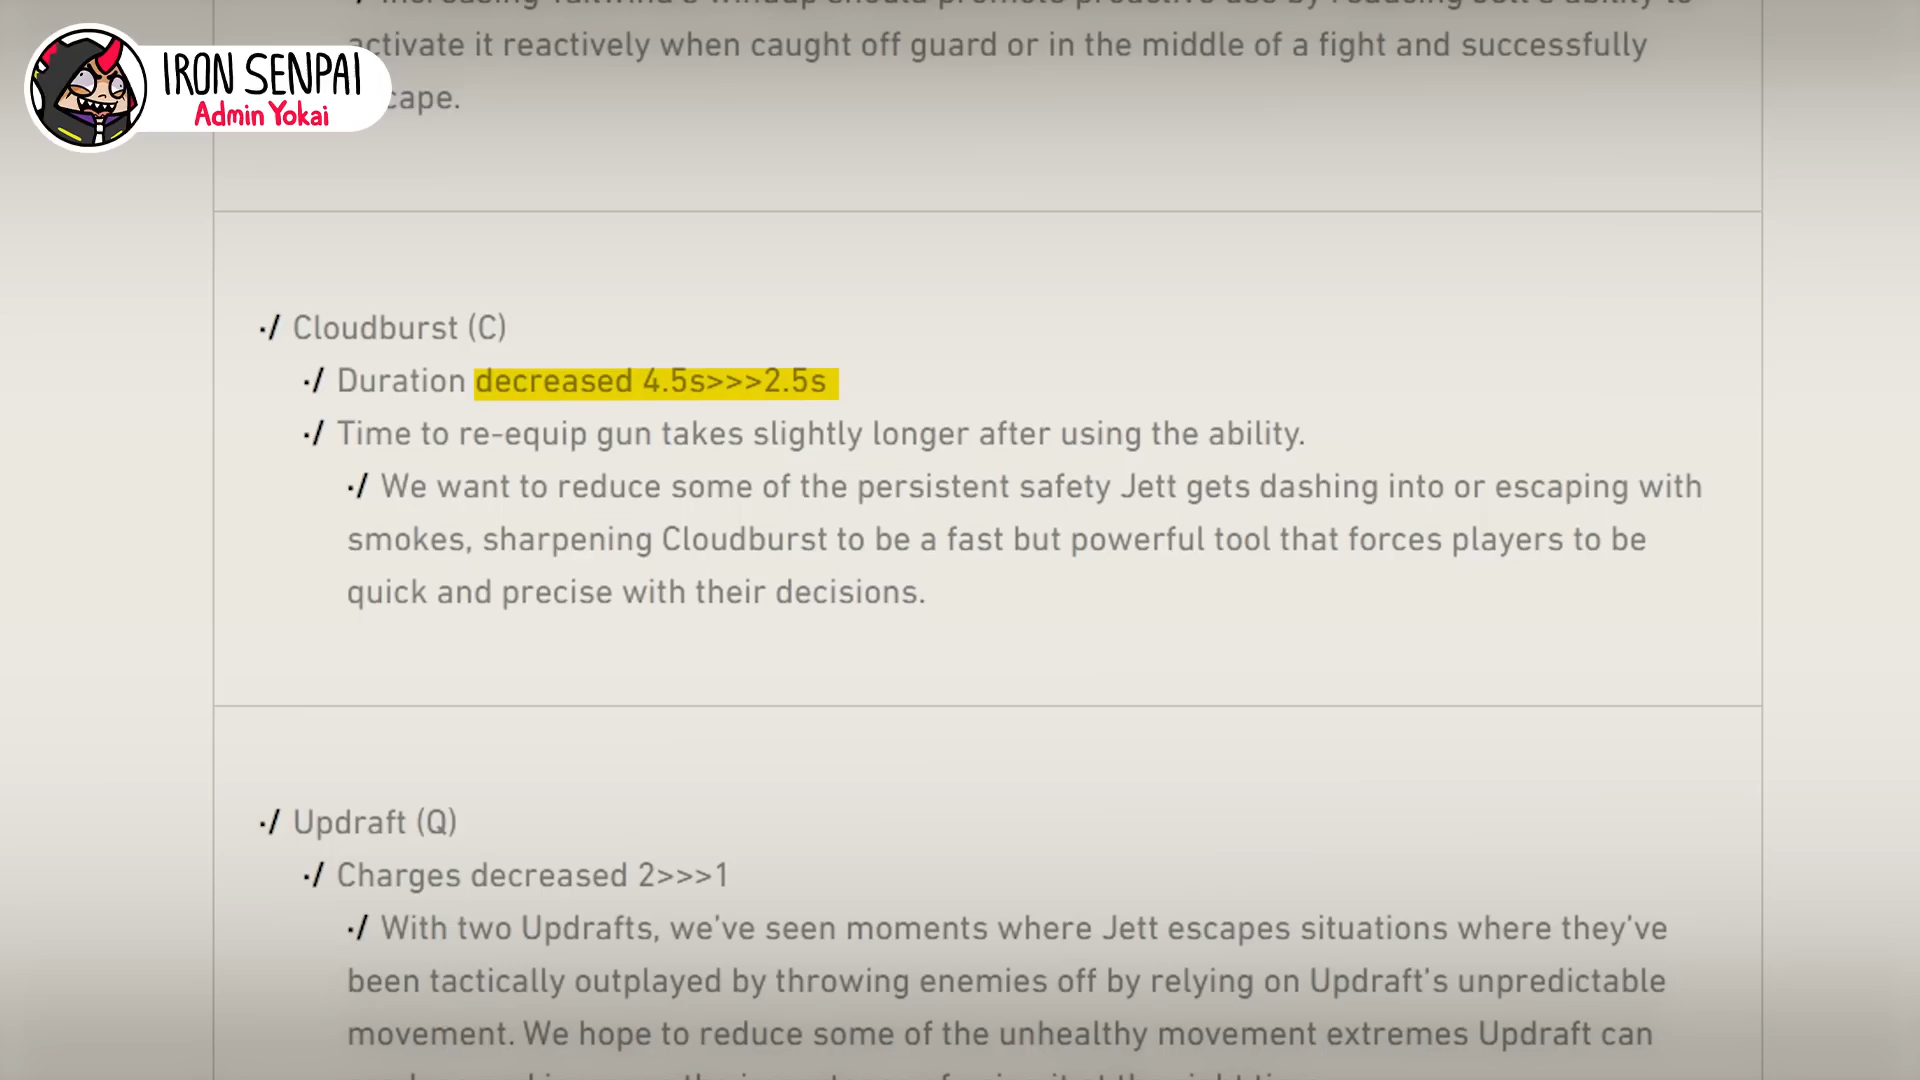 activate it reactively when caught off guard or in the middle of a fight and successfully
cape.
IRON SENPAI
Admin Yokai
·/ Cloudburst (C)
·/ Duration decreased 4.5s>>>2.5s
·/ Time to re-equip gun takes slightly longer after using the ability.
·/ We want to reduce some of the persistent safety Jett gets dashing into or escaping with
smokes, sharpening Cloudburst to be a fast but powerful tool that forces players to be
quick and precise with their decisions.
·/ Updraft (Q)
·/ Charges decreased 2>>>1
·/ With two Updrafts, we've seen moments where Jett escapes situations where they've
been tactically outplayed by throwing enemies off by relying on Updraft's unpredictable
movement. We hope to reduce some of the unhealthy movement extremes Updraft can